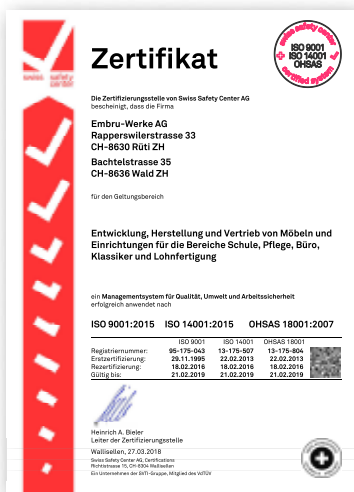 swiss safety center
Zertifikat
swiss safety center
ISO 9001
ISO 14001
OHSAS
certified system
Die Zertifizierungsstelle von Swiss Safety Center AG
bescheinigt, dass die Firma
Embru-Werke AG
Rapperswilerstrasse 33
CH-8630 Rüti ZH
Bachtelstrasse 35
CH-8636 Wald ZH
für den Geltungsbereich
Entwicklung, Herstellung und Vertrieb von Möbeln und
Einrichtungen für die Bereiche Schule, Pflege, Büro,
Klassiker und Lohnfertigung
ein Managementsystem für Qualität, Umwelt und Arbeitssicherheit
erfolgreich anwendet nach
ISO 9001:2015 ISO 14001:2015 OHSAS 18001:2007
ISO 9001 ISO 14001 OHSAS 18001
Registriernummer: 95-175-043 13-175-507 13-175-804
Erstzertifizierung: 29.11.1995 22.02.2013 22.02.2013
Rezertifizierung: 18.02.2016 18.02.2016 18.02.2016
Gültig bis: 21.02.2019 21.02.2019 21.02.2019
Heinrich A. Bieler
Leiter der Zertifizierungsstelle
Wallisellen, 27.03.2018
Swiss Safety Center AG, Certifications
Richtistrasse 15, CH-8304 Wallisellen
Ein Unternehmen der SVTI-Gruppe, Mitglied des VdTÜV